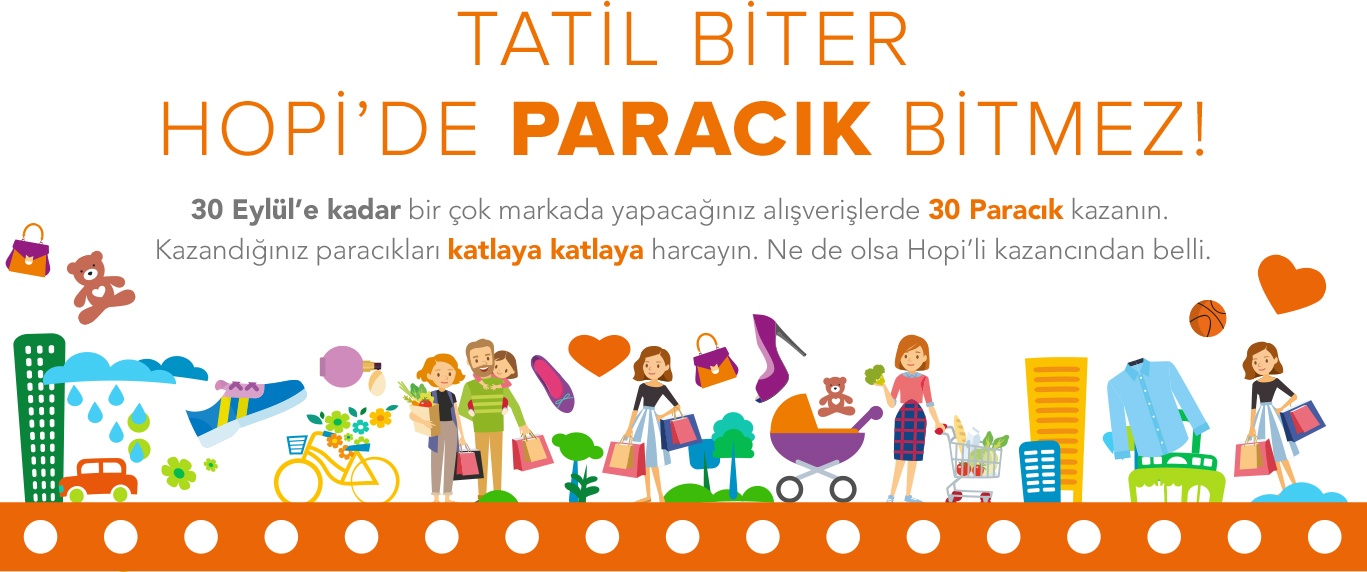 TATİL BİTER
HOPİ'DE PARACIK BİTMEZ!
30 Eylül'e kadar bir çok markada yapacağınız alışverişlerde 30 Paracık kazanın.
Kazandığınız paracıkları katlaya katlaya harcayın. Ne de olsa Hopi'li kazancından belli.